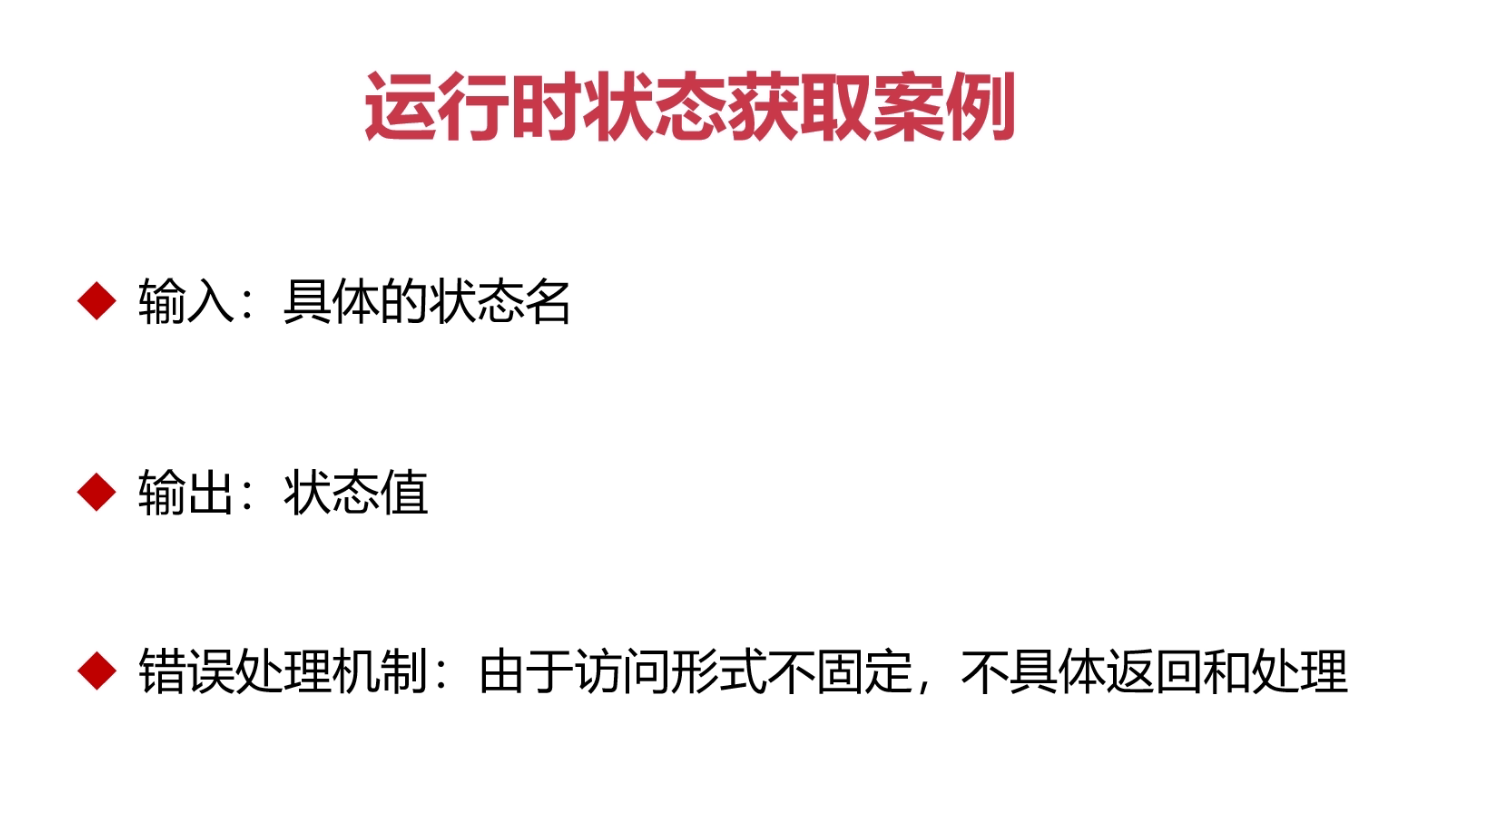 运行时状态获取案例
输入：具体的状态名
输出：状态值
错误处理机制：由于访问形式不固定，不具体返回和处理